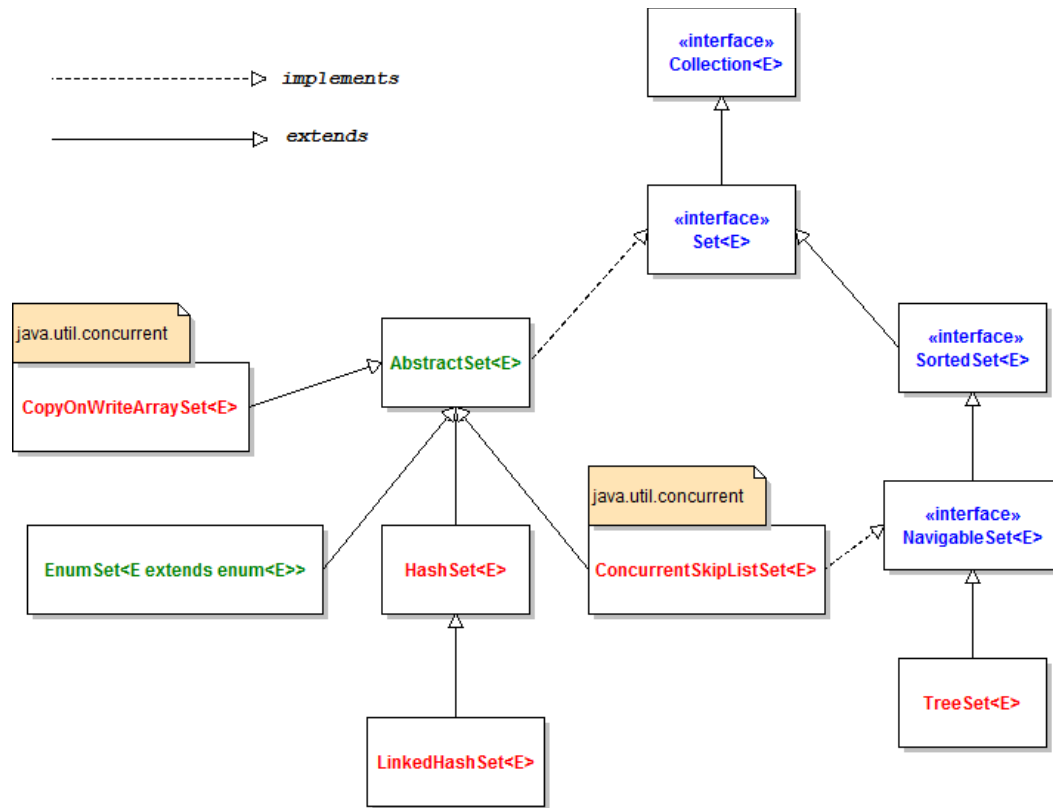 implements
extends
«interface»
Collection<E>
«interface»
Set<E>
java.util.concurrent
CopyOnWriteArraySet<E>
AbstractSet<E>
«interface»
SortedSet<E>
java.util.concurrent
EnumSet<E extends enum<E>>
HashSet<E>
ConcurrentSkipListSet<E>
«interface»
NavigableSet<E>
LinkedHashSet<E>
TreeSet<E>